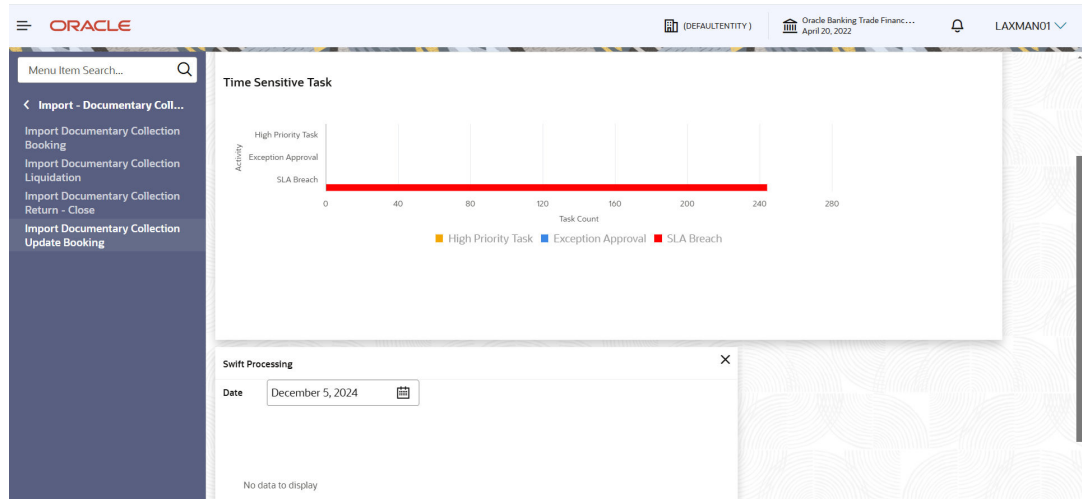 ORACLE
(DEFAULTENTITY )
Oracle Banking Trade Financ...
April 20, 2022
LAXMAN01
Menu Item Search...
Import - Documentary Coll...
Import Documentary Collection
Booking
Import Documentary Collection
Liquidation
Import Documentary Collection
Return - Close
Import Documentary Collection
Update Booking
Time Sensitive Task
Activity
High Priority Task
Exception Approval
SLA Breach
0 40 80 120 160 200 240 280
Task Count
High Priority Task Exception Approval SLA Breach
Swift Processing
Date December 5, 2024
No data to display